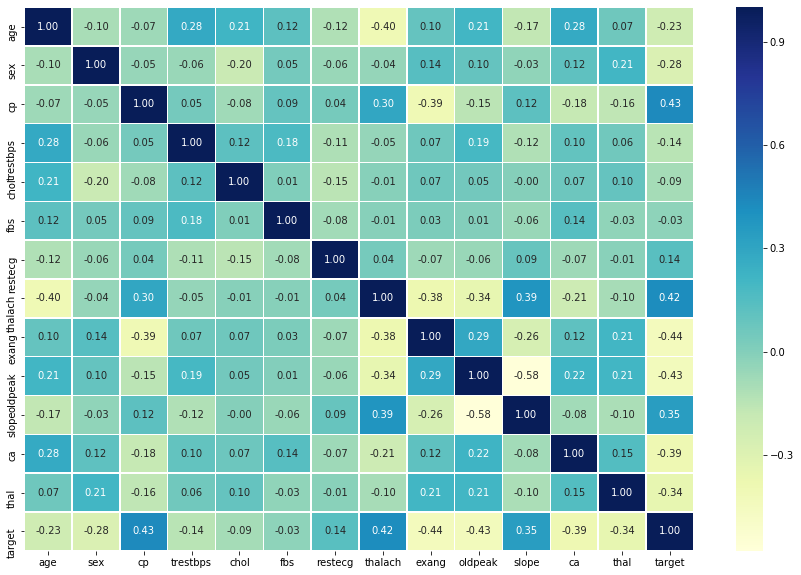 age 1.00 -0.10 -0.07 0.28 0.21 0.12 -0.12 -0.40 0.10 0.21 -0.17 0.28 0.07 -0.23
sex -0.10 1.00 -0.05 -0.06 -0.20 0.05 -0.06 -0.04 0.14 0.10 -0.03 0.12 0.21 -0.28
cp -0.07 -0.05 1.00 0.05 -0.08 0.09 0.04 0.30 -0.39 -0.15 0.12 -0.18 -0.16 0.43
trestbps 0.28 -0.06 0.05 1.00 0.12 0.18 -0.11 -0.05 0.07 0.19 -0.12 0.10 0.06 -0.14
chol 0.21 -0.20 -0.08 0.12 1.00 0.01 -0.15 -0.01 0.07 0.05 -0.00 0.07 0.10 -0.09
fbs 0.12 0.05 0.09 0.18 0.01 1.00 -0.08 -0.01 0.03 0.01 -0.06 0.14 -0.03 -0.03
restecg -0.12 -0.06 0.04 -0.11 -0.15 -0.08 1.00 0.04 -0.07 -0.06 0.09 -0.07 -0.01 0.14
thalach -0.40 -0.04 0.30 -0.05 -0.01 -0.01 0.04 1.00 -0.38 -0.34 0.39 -0.21 -0.10 0.42
exang 0.10 0.14 -0.39 0.07 0.07 0.03 -0.07 -0.38 1.00 0.29 -0.26 0.12 0.21 -0.44
oldpeak 0.21 0.10 -0.15 0.19 0.05 0.01 -0.06 -0.34 0.29 1.00 -0.58 0.22 0.21 -0.43
slope -0.17 -0.03 0.12 -0.12 -0.00 -0.06 0.09 0.39 -0.26 -0.58 1.00 -0.08 -0.10 0.35
ca 0.28 0.12 -0.18 0.10 0.07 0.14 -0.07 -0.21 0.12 0.22 -0.08 1.00 0.15 -0.39
thal 0.07 0.21 -0.16 0.06 0.10 -0.03 -0.01 -0.10 0.21 0.21 -0.10 0.15 1.00 -0.34
target -0.23 -0.28 0.43 -0.14 -0.09 -0.03 0.14 0.42 -0.44 -0.43 0.35 -0.39 -0.34 1.00
age sex cp trestbps chol fbs restecg thalach exang oldpeak slope ca thal target
0.9
0.6
0.3
0.0
−0.3